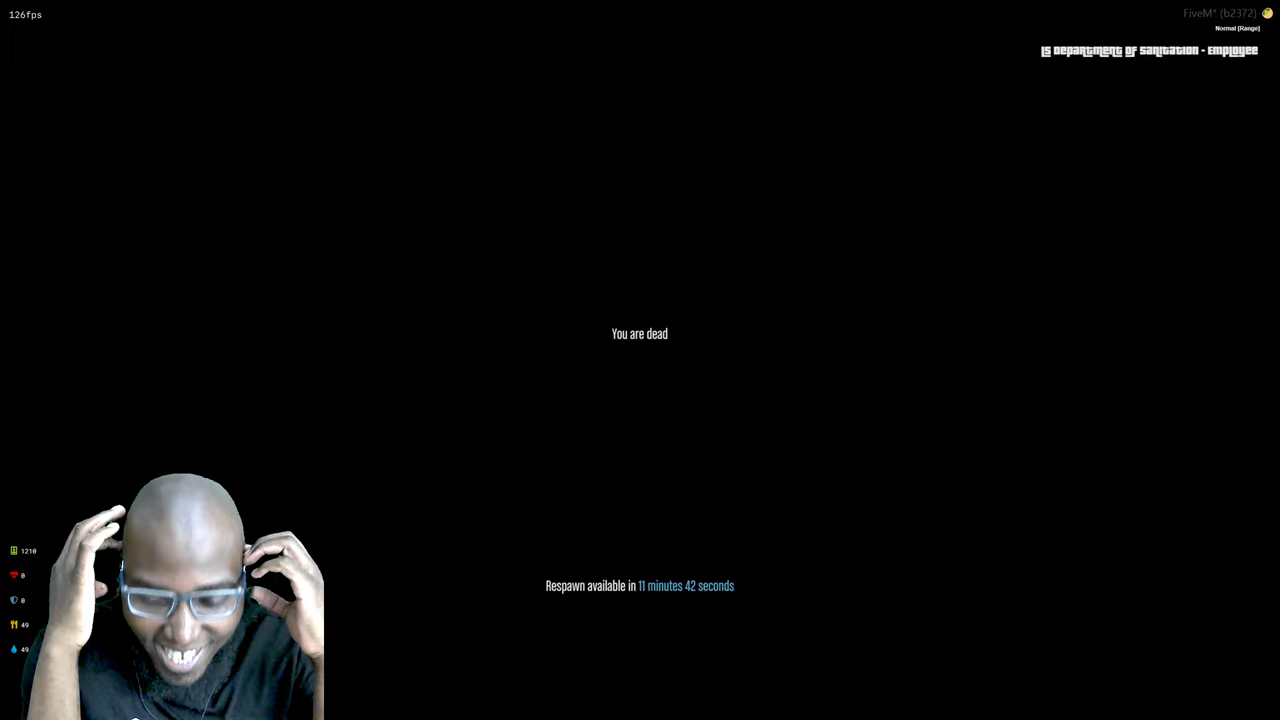 126fps
FiveM* (b2372)
Normal [Range]
LS Department of Sanitation - Employee
You are dead
1210
0
Respawn available in 11 minutes 42 seconds
0
49
49